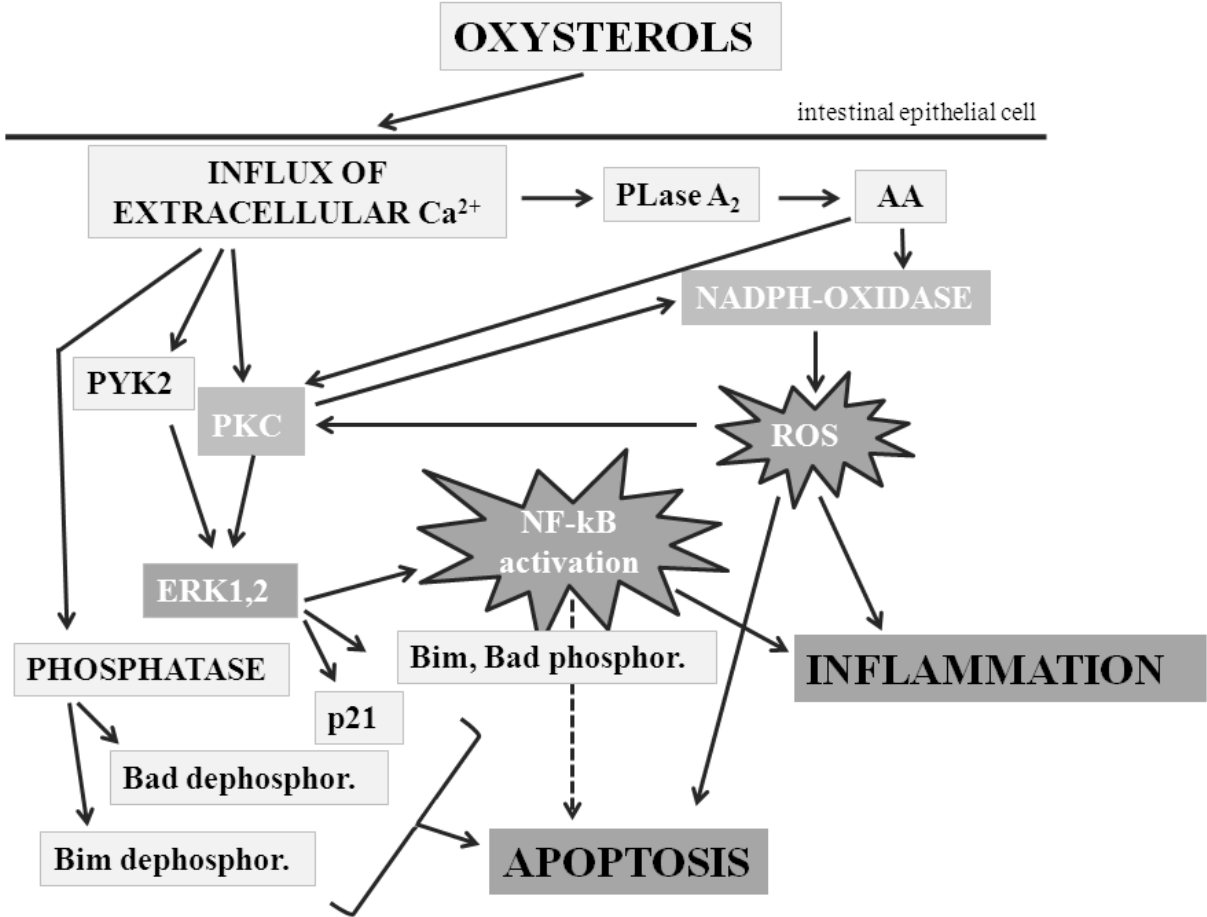 OXYSTEROLS
intestinal epithelial cell
INFLUX OF
EXTRACELLULAR Ca²⁺
PLase A₂
AA
NADPH-OXIDASE
PYK2
PKC
ROS
NF-kB
activation
ERK1,2
Bim, Bad phosphor.
PHOSPHATASE
INFLAMMATION
p21
Bad dephosphor.
Bim dephosphor.
APOPTOSIS